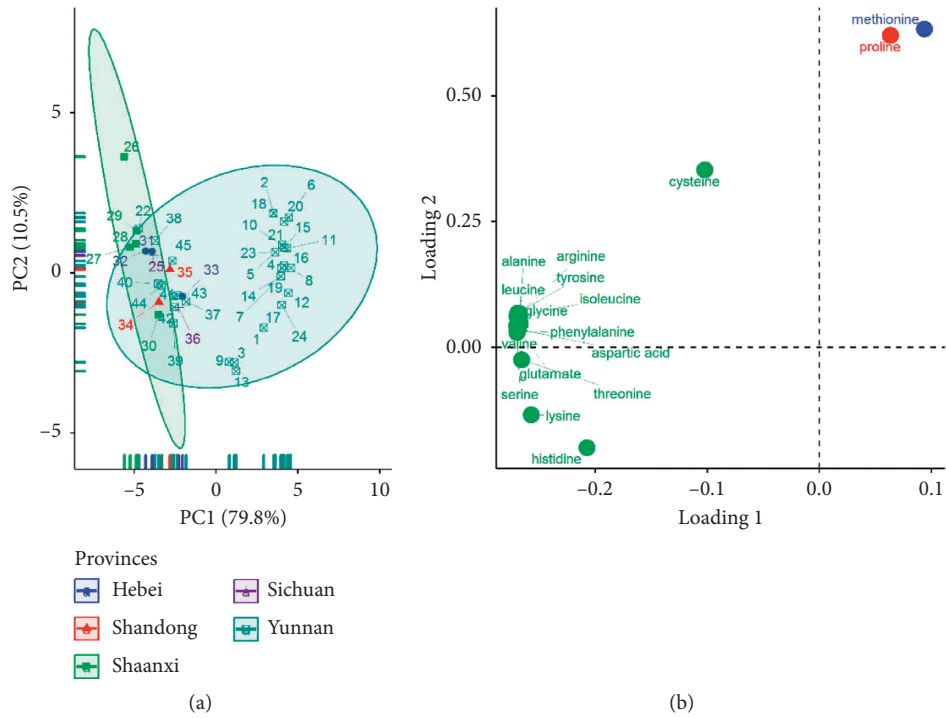 5
0
−5
PC2 (10.5%)
26
29
22
38
28
31
27
32
45
25
35
33
40
44
4
43
34
42
37
30
36
39
2
6
18
20
10
15
21
11
23
4
16
5
8
19
14
12
7
17
1
24
9
3
13
−5
0
5
10
PC1 (79.8%)
Provinces
Hebei
Sichuan
Shandong
Yunnan
Shaanxi
(a)
methionine
proline
0.50
cysteine
0.25
Loading 2
alanine
arginine
leucine
tyrosine
glycine
isoleucine
phenylalanine
valine
aspartic acid
0.00
glutamate
serine
threonine
lysine
histidine
−0.2
−0.1
0.0
0.1
Loading 1
(b)